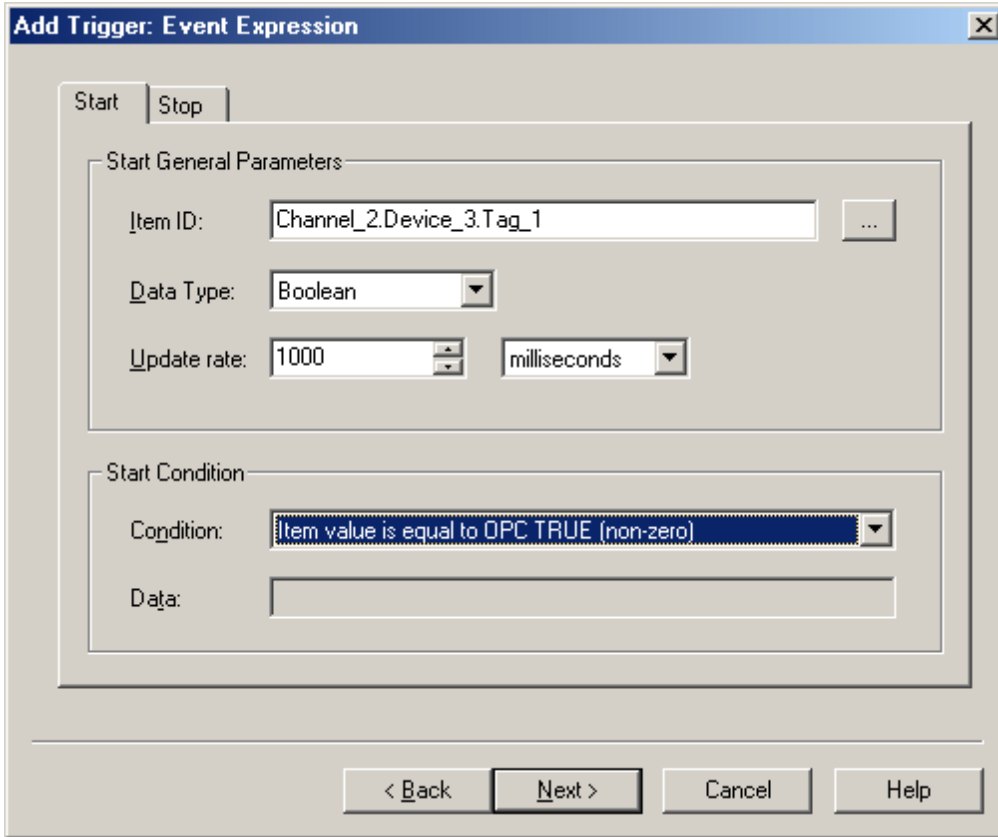 Add Trigger: Event Expression
Start Stop
Start General Parameters
Item ID: Channel_2.Device_3.Tag_1 ...
Data Type: Boolean
Update rate: 1000 milliseconds
Start Condition
Condition: Item value is equal to OPC TRUE (non-zero)
Data:
< Back Next > Cancel Help